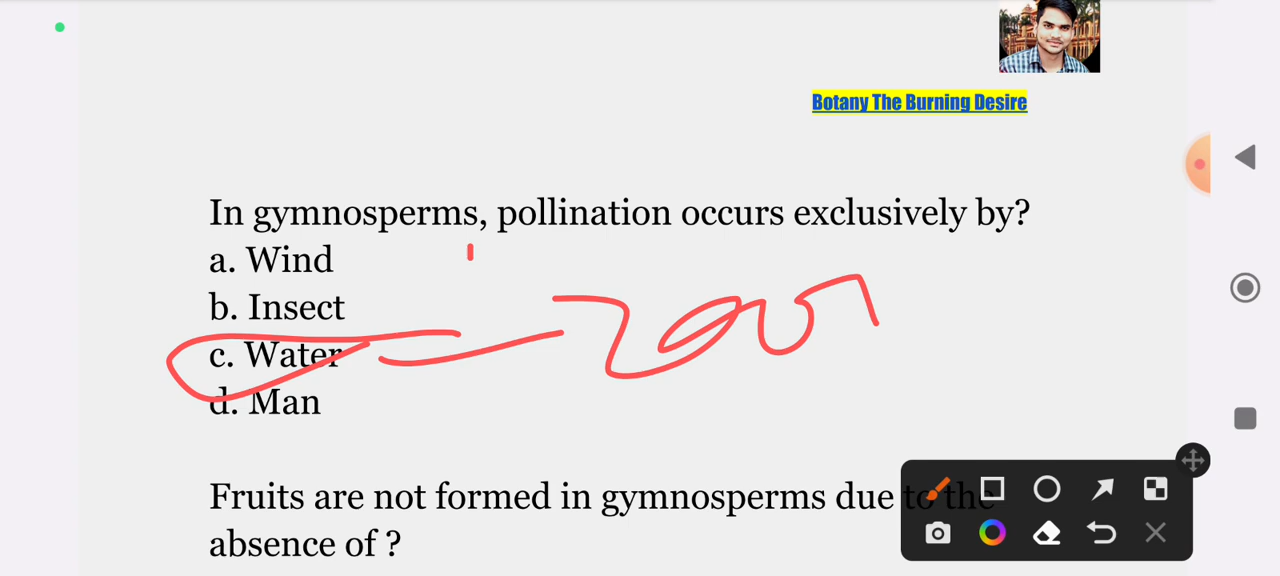 Botany The Burning Desire
In gymnosperms, pollination occurs exclusively by?
a. Wind
b. Insect
c. Water
d. Man
Fruits are not formed in gymnosperms due to the
absence of ?